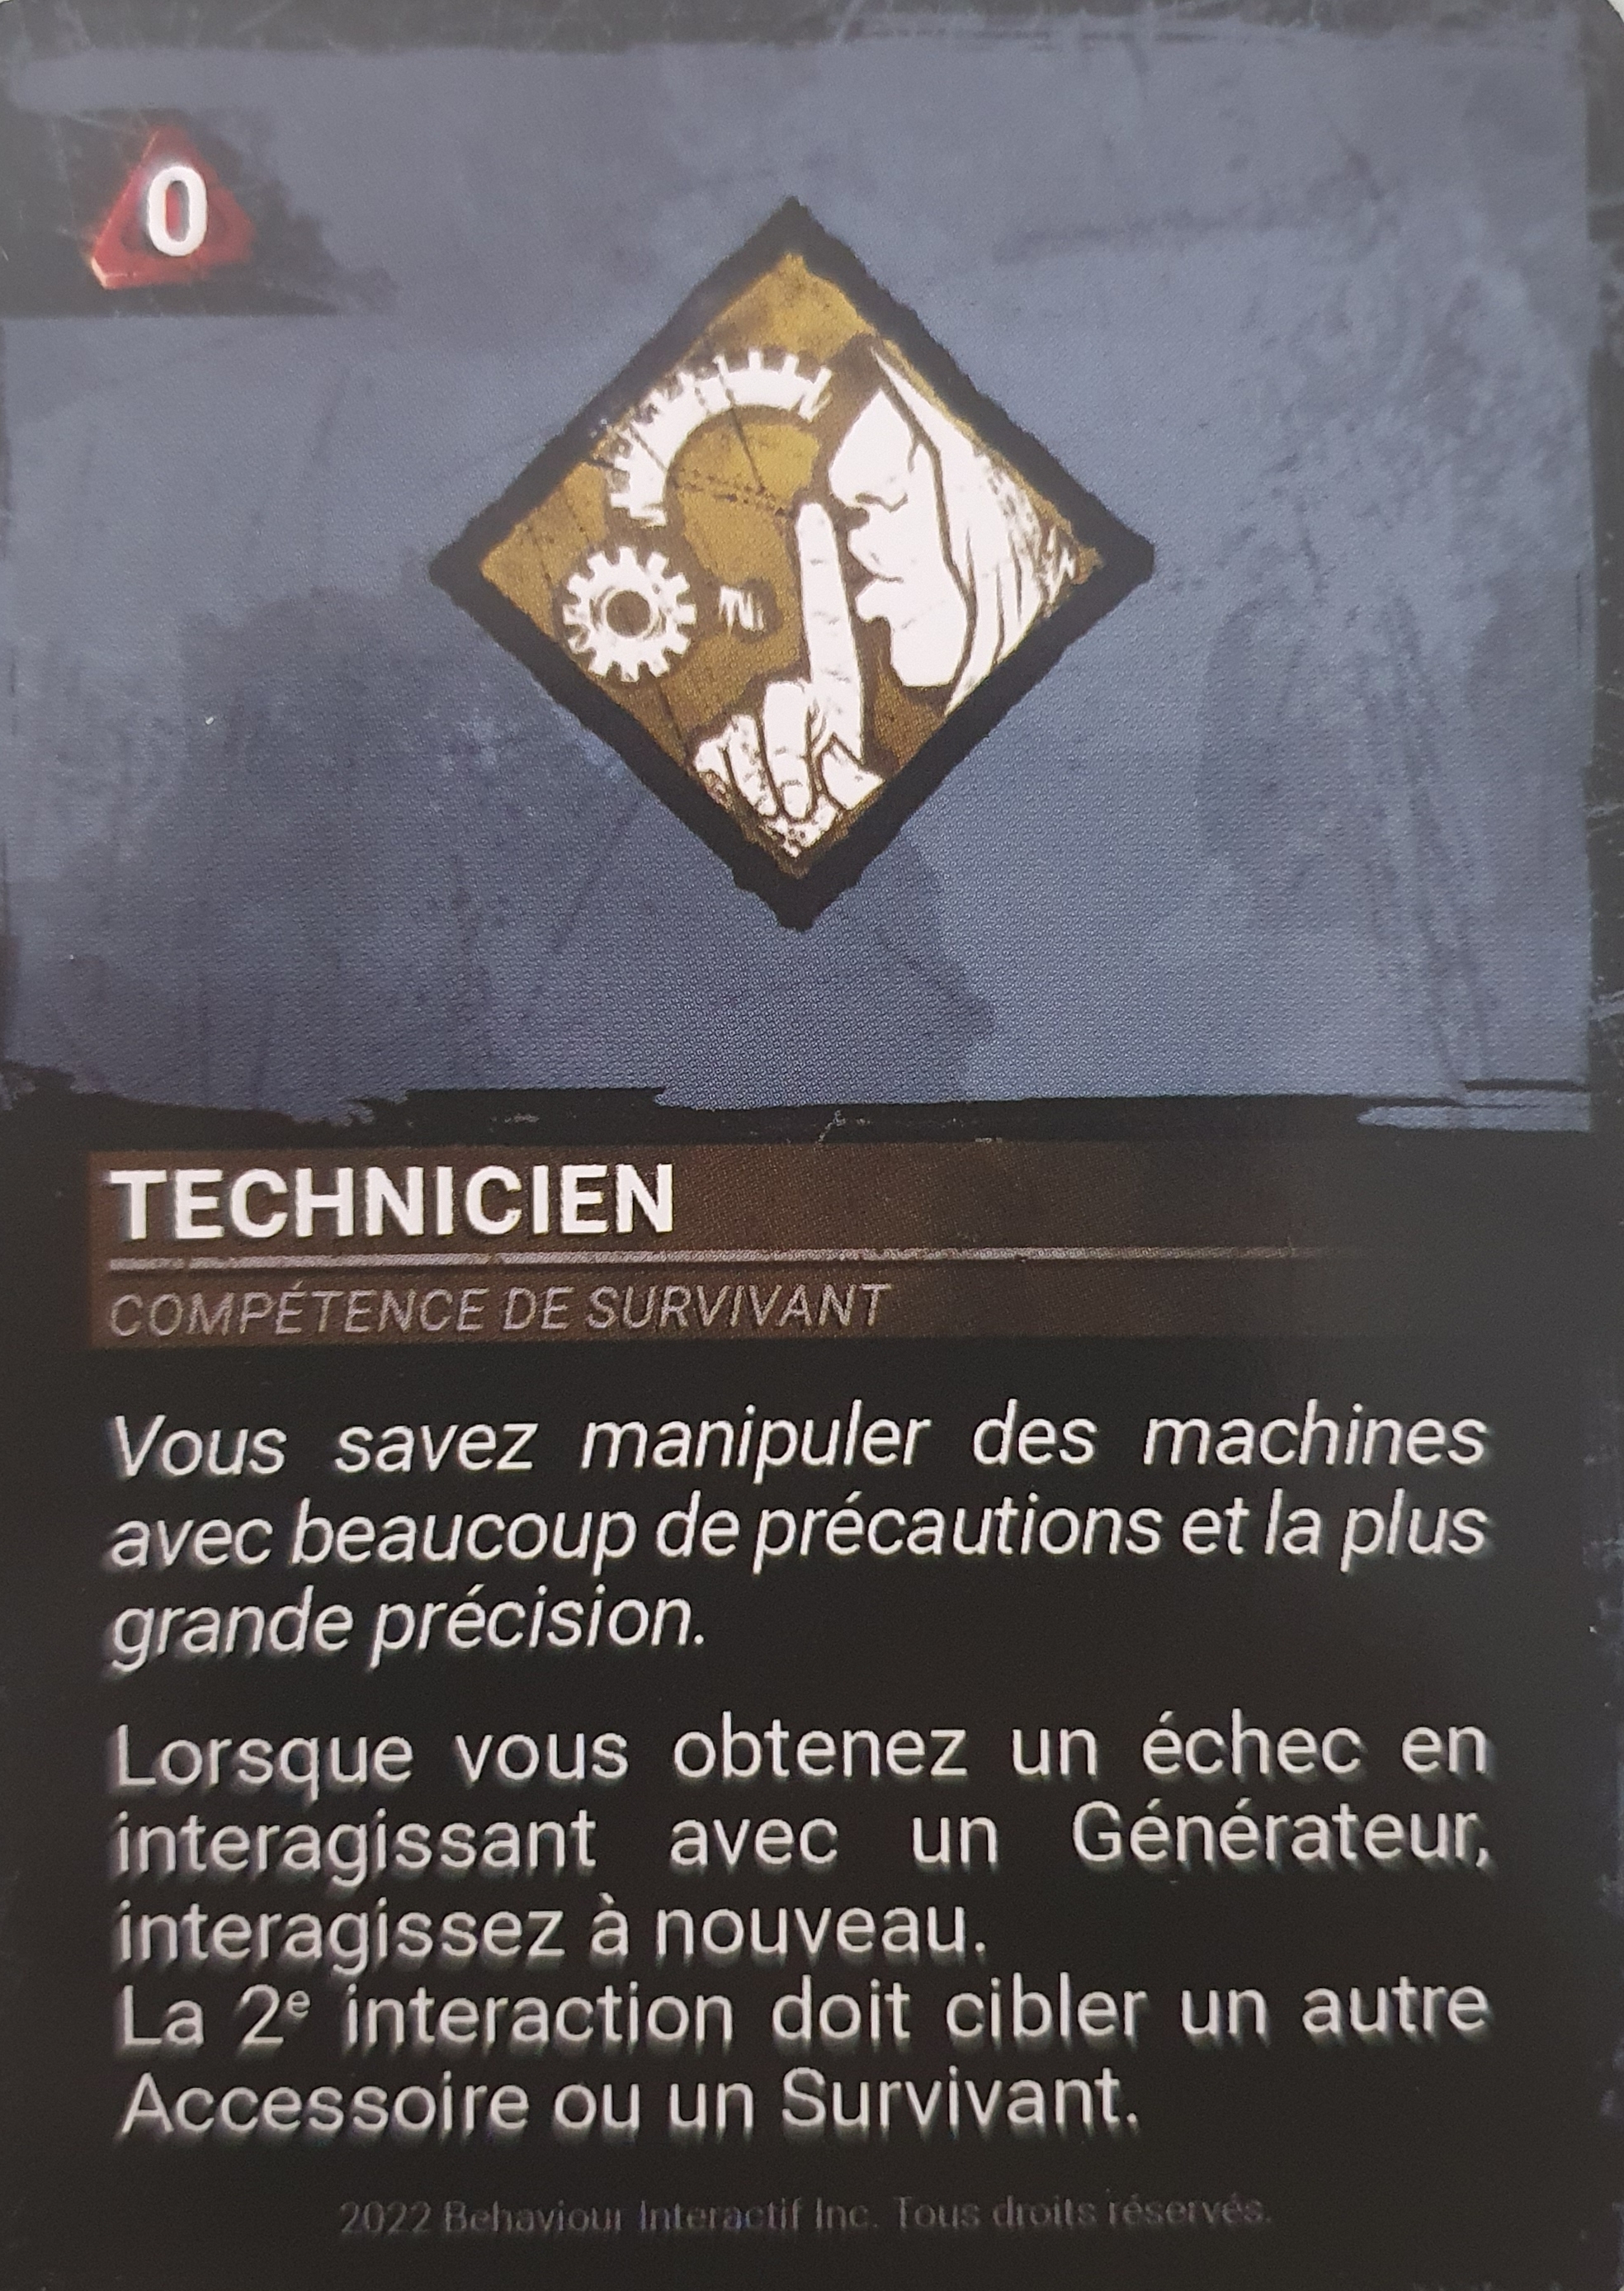 0
TECHNICIEN
COMPÉTENCE DE SURVIVANT
Vous savez manipuler des machines
avec beaucoup de précautions et la plus
grande précision.
Lorsque vous obtenez un échec en
interagissant avec un Générateur,
interagissez à nouveau.
La 2ᵉ interaction doit cibler un autre
Accessoire ou un Survivant.
2022 Behaviour Interactif Inc. Tous droits réservés.